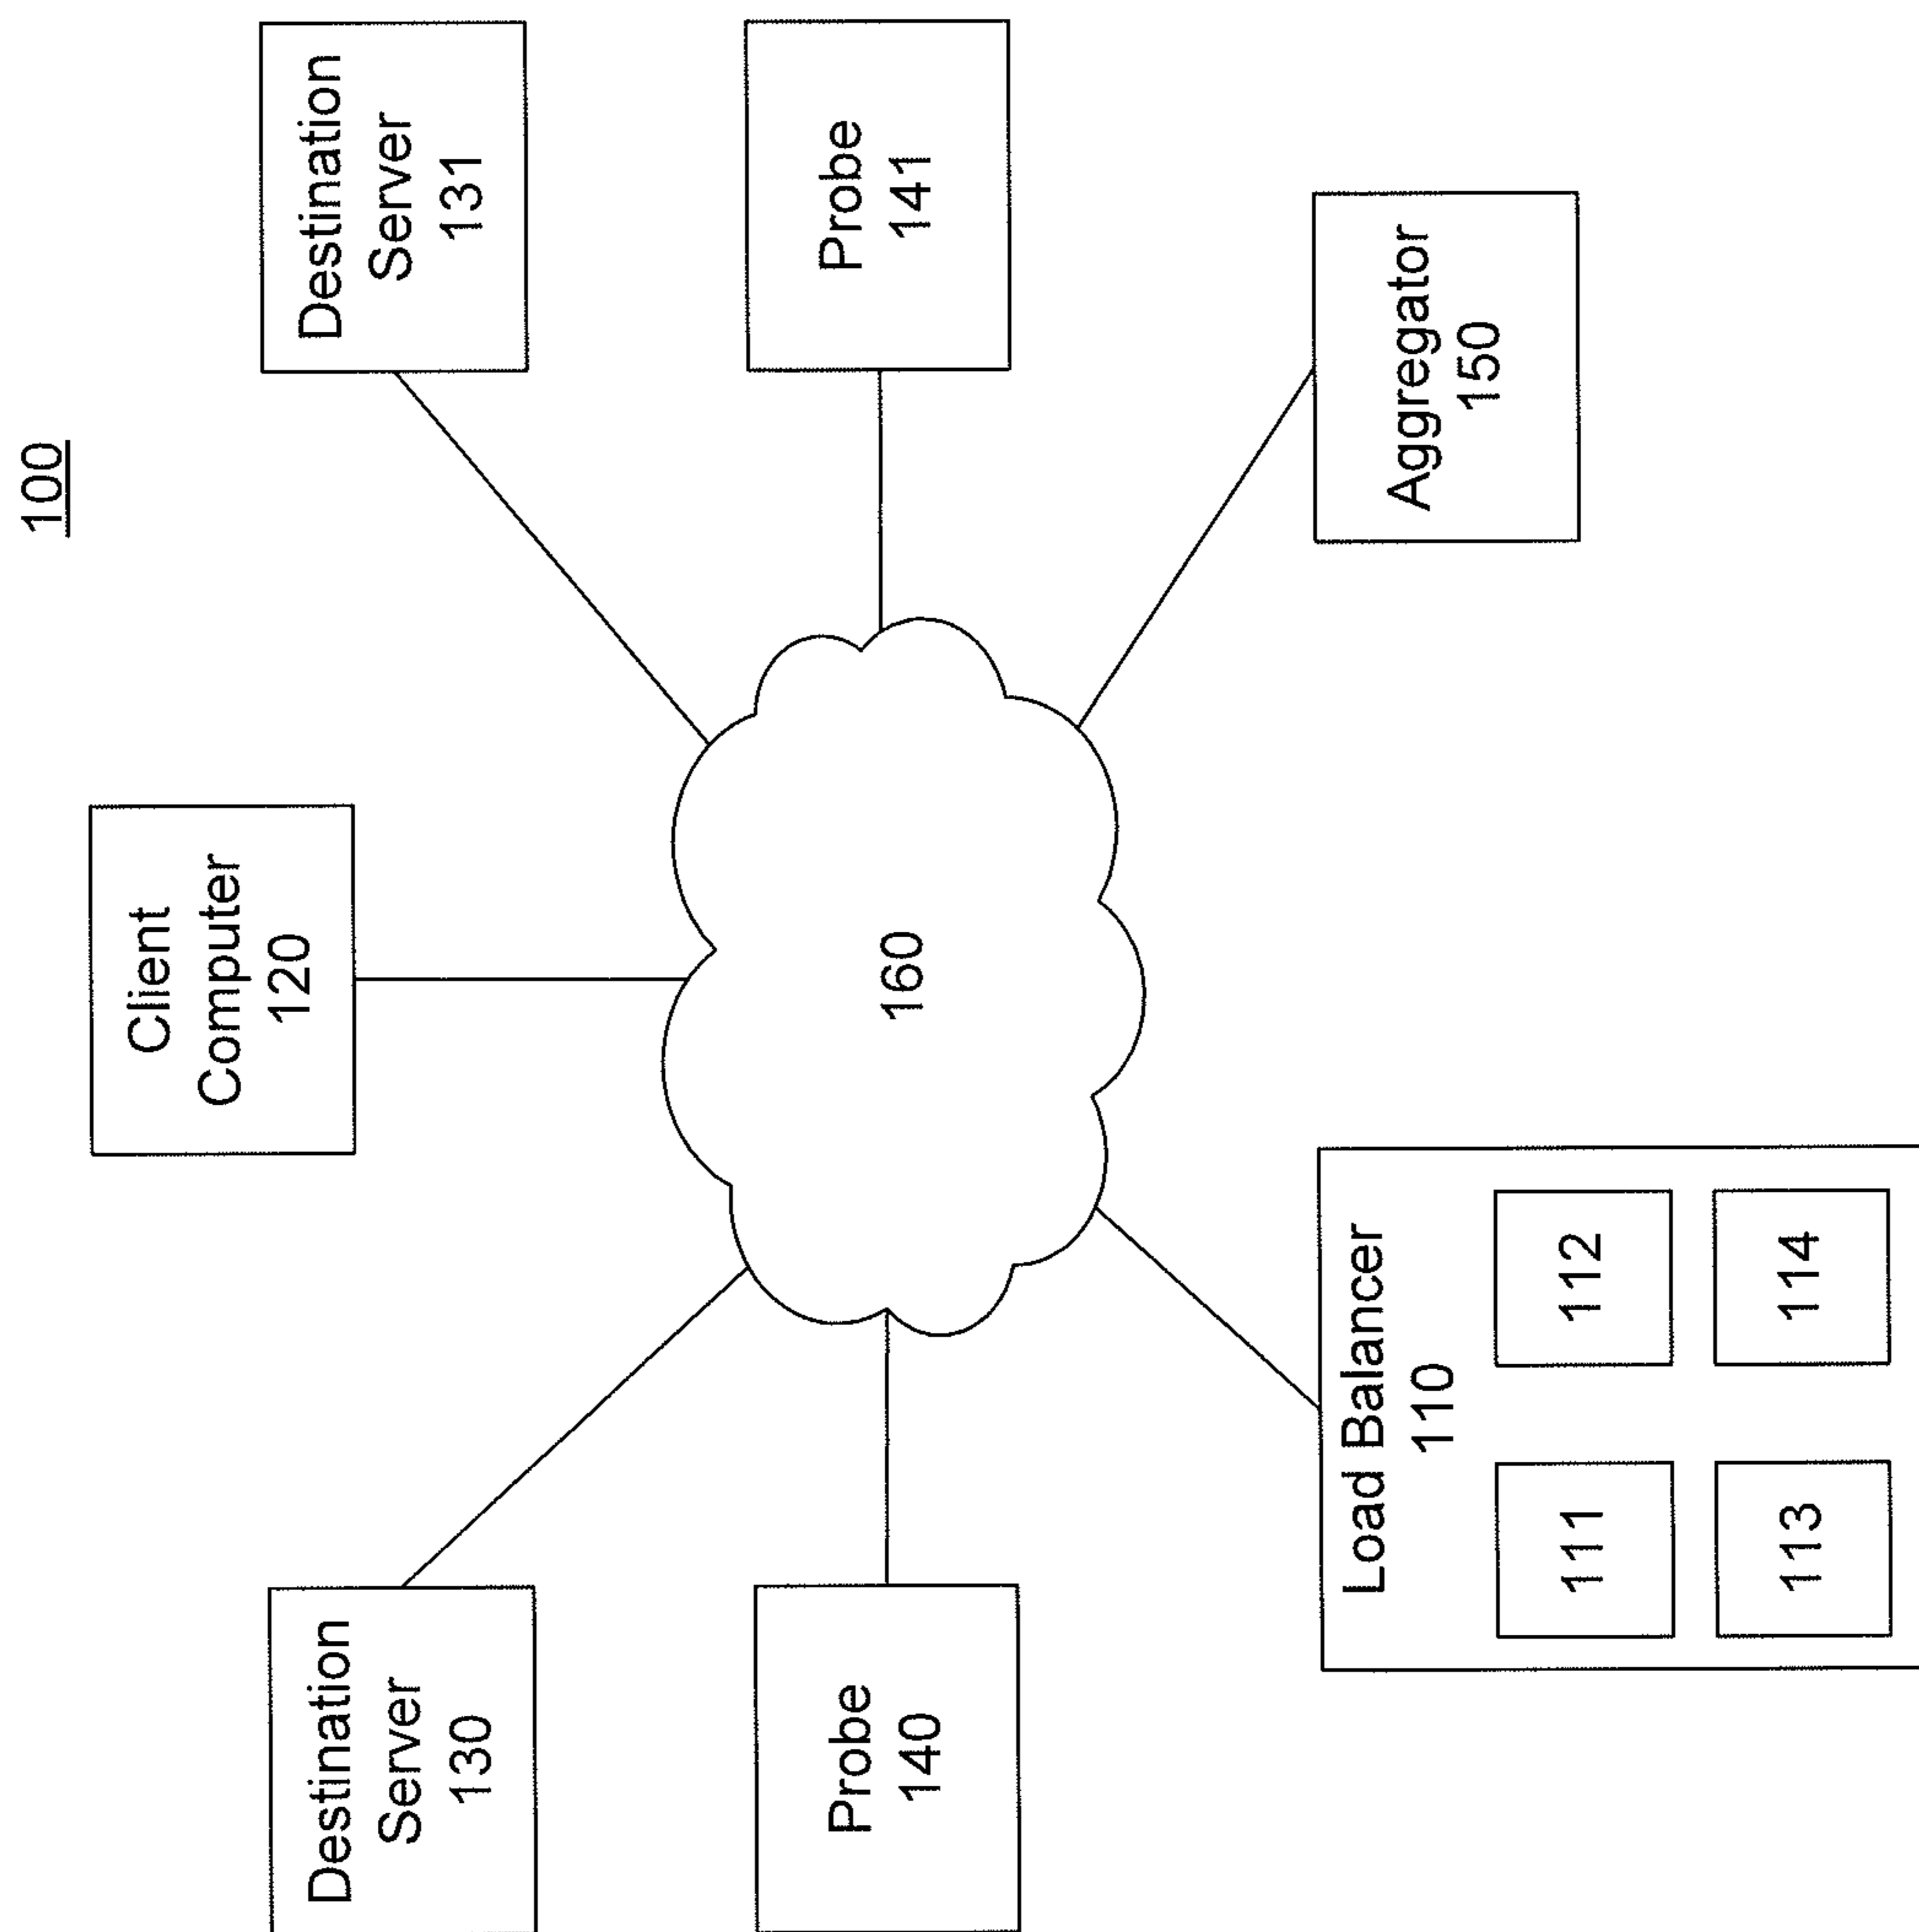 100
Client
Computer
120
Destination
Server
130
Destination
Server
131
Probe
140
160
Probe
141
Load Balancer
110
111
112
113
114
Aggregator
150